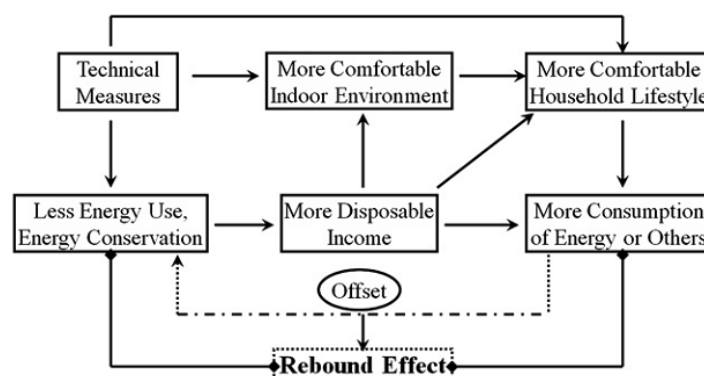 Technical
Measures
More Comfortable
Indoor Environment
More Comfortable
Household Lifestyle
Less Energy Use,
Energy Conservation
More Disposable
Income
More Consumption
of Energy or Others
Offset
Rebound Effect